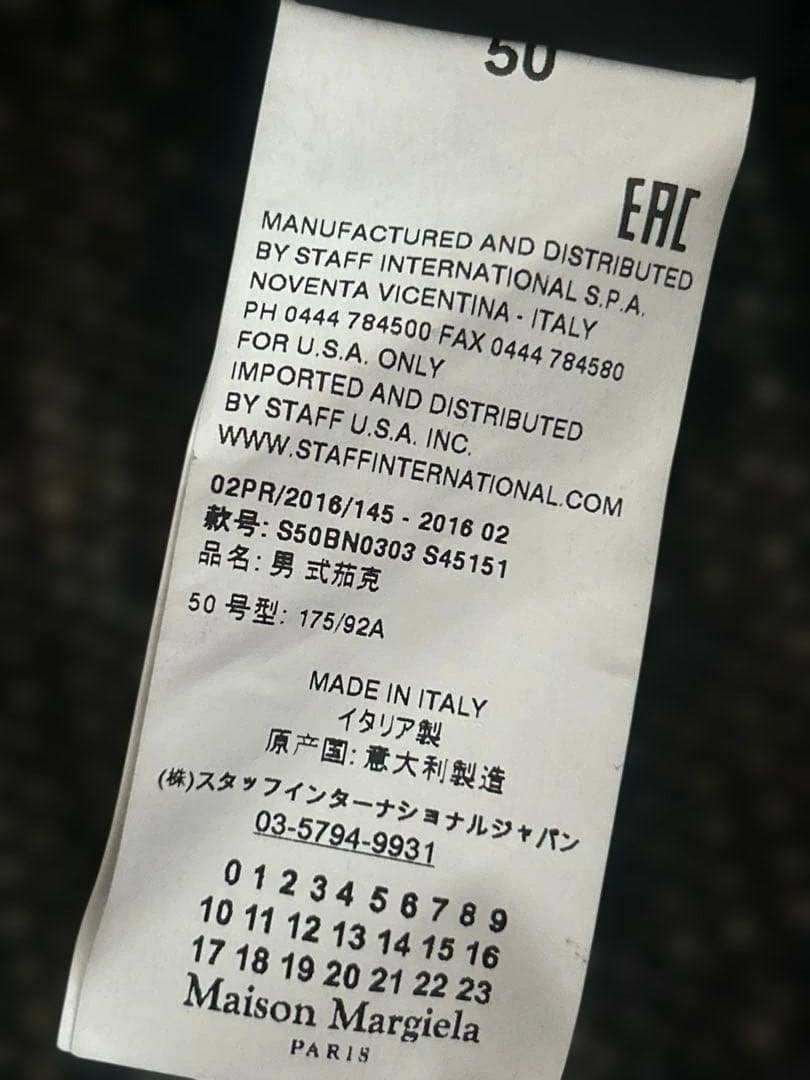 50
EAC
MANUFACTURED AND DISTRIBUTED
BY STAFF INTERNATIONAL S.P.A.
NOVENTA VICENTINA - ITALY
PH 0444 784500 FAX 0444 784580
FOR U.S.A. ONLY
IMPORTED AND DISTRIBUTED
BY STAFF U.S.A. INC.
WWW.STAFFINTERNATIONAL.COM
02PR/2016/145 - 2016 02
款号: S50BN0303 S45151
品名: 男 式茄克
50 号型: 175/92A
MADE IN ITALY
イタリア製
原产国: 意大利製造
(株)スタッフインターナショナルジャパン
03-5794-9931
0 1 2 3 4 5 6 7 8 9
10 11 12 13 14 15 16
17 18 19 20 21 22 23
Maison Margiela
PARIS